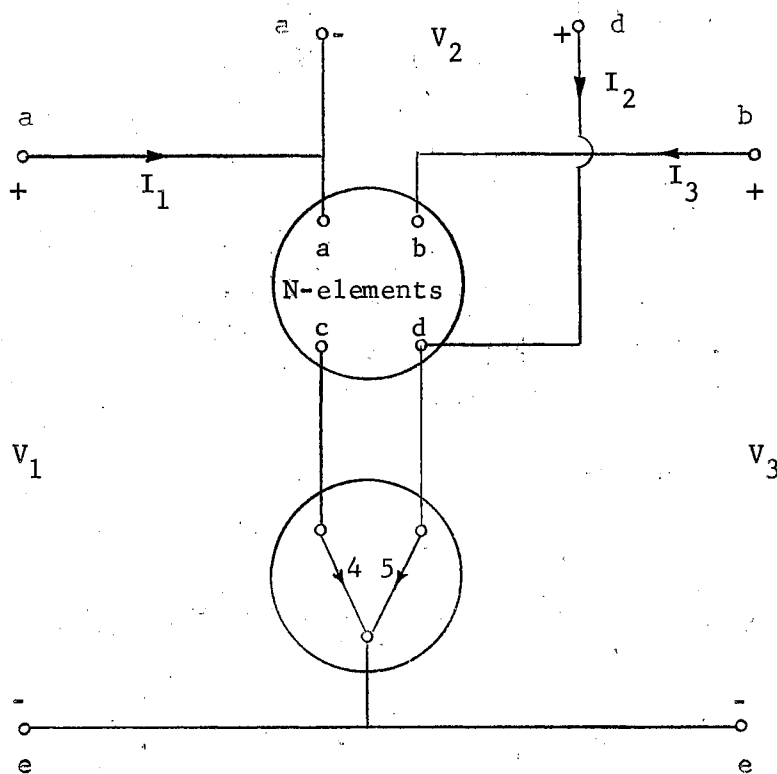 a - V₂ + d
I₂
a b
+ I₁ I₃ +
a b
N-elements
c d
V₁ V₃
4 5
- -
e e